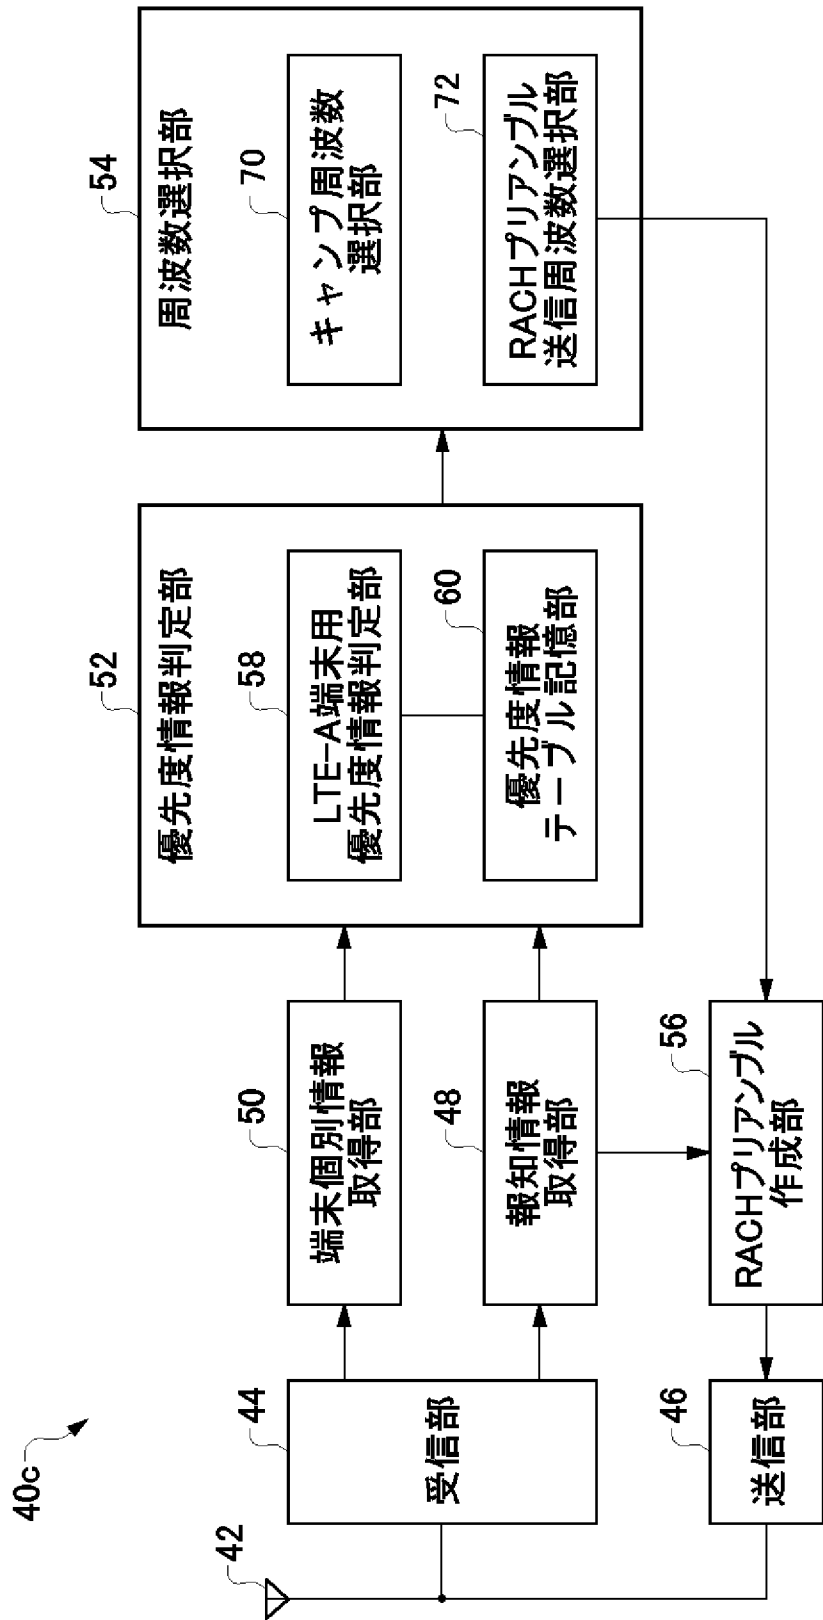 40c
42
44
受信部
46
送信部
50
端末個別情報
取得部
48
報知情報
取得部
56
RACHプリアンブル
作成部
52
優先度情報判定部
58
LTE-A端末用
優先度情報判定部
60
優先度情報
テーブル記憶部
54
周波数選択部
70
キャンプ周波数
選択部
72
RACHプリアンブル
送信周波数選択部